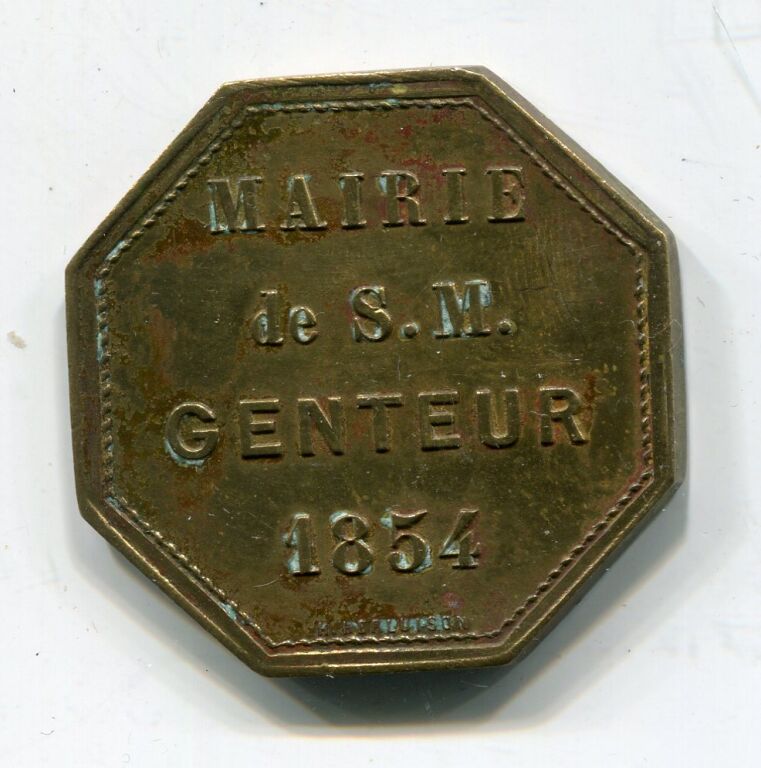 MAIRIE
de S.M.
GENTEUR
1854